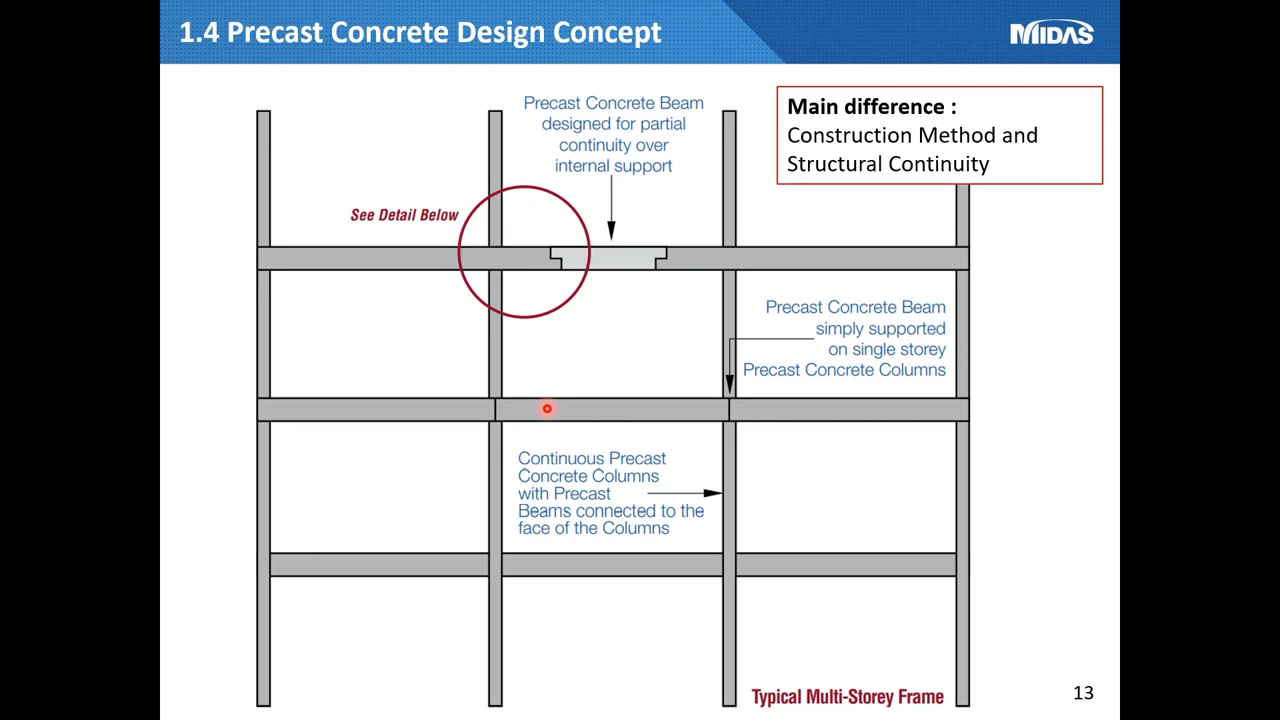 1.4 Precast Concrete Design Concept
MIDAS
Precast Concrete Beam
designed for partial
continuity over
internal support
Main difference :
Construction Method and
Structural Continuity
See Detail Below
Precast Concrete Beam
simply supported
on single storey
Precast Concrete Columns
Continuous Precast
Concrete Columns
with Precast
Beams connected to the
face of the Columns
Typical Multi-Storey Frame
13